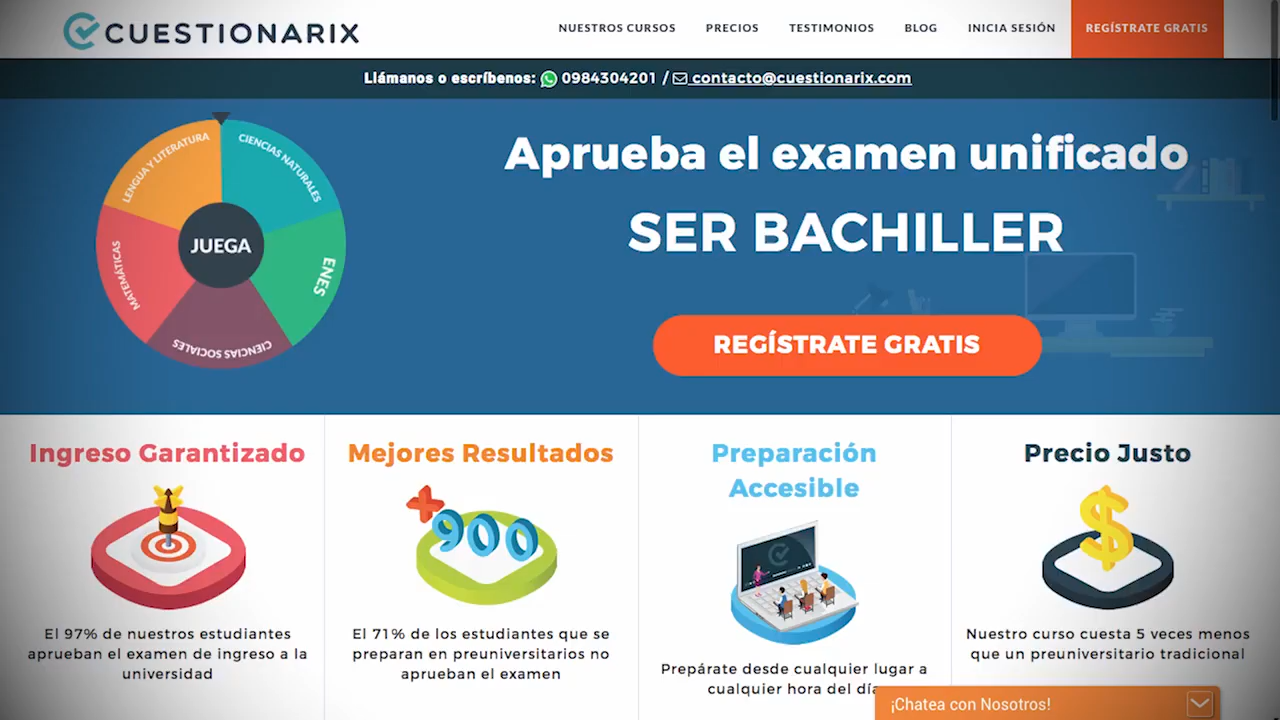 CUESTIONARIX
NUESTROS CURSOS
PRECIOS
TESTIMONIOS
BLOG
INICIA SESIÓN
REGÍSTRATE GRATIS
Llámanos o escríbenos: 0984304201 / contacto@cuestionarix.com
LENGUA Y LITERATURA
CIENCIAS NATURALES
MATEMÁTICAS
JUEGA
ENES
CIENCIAS SOCIALES
Aprueba el examen unificado
SER BACHILLER
REGÍSTRATE GRATIS
Ingreso Garantizado
El 97% de nuestros estudiantes
aprueban el examen de ingreso a la
universidad
Mejores Resultados
+900
El 71% de los estudiantes que se
preparan en preuniversitarios no
aprueban el examen
Preparación
Accesible
Prepárate desde cualquier lugar a
cualquier hora del día
Precio Justo
$
Nuestro curso cuesta 5 veces menos
que un preuniversitario tradicional
¡Chatea con Nosotros!